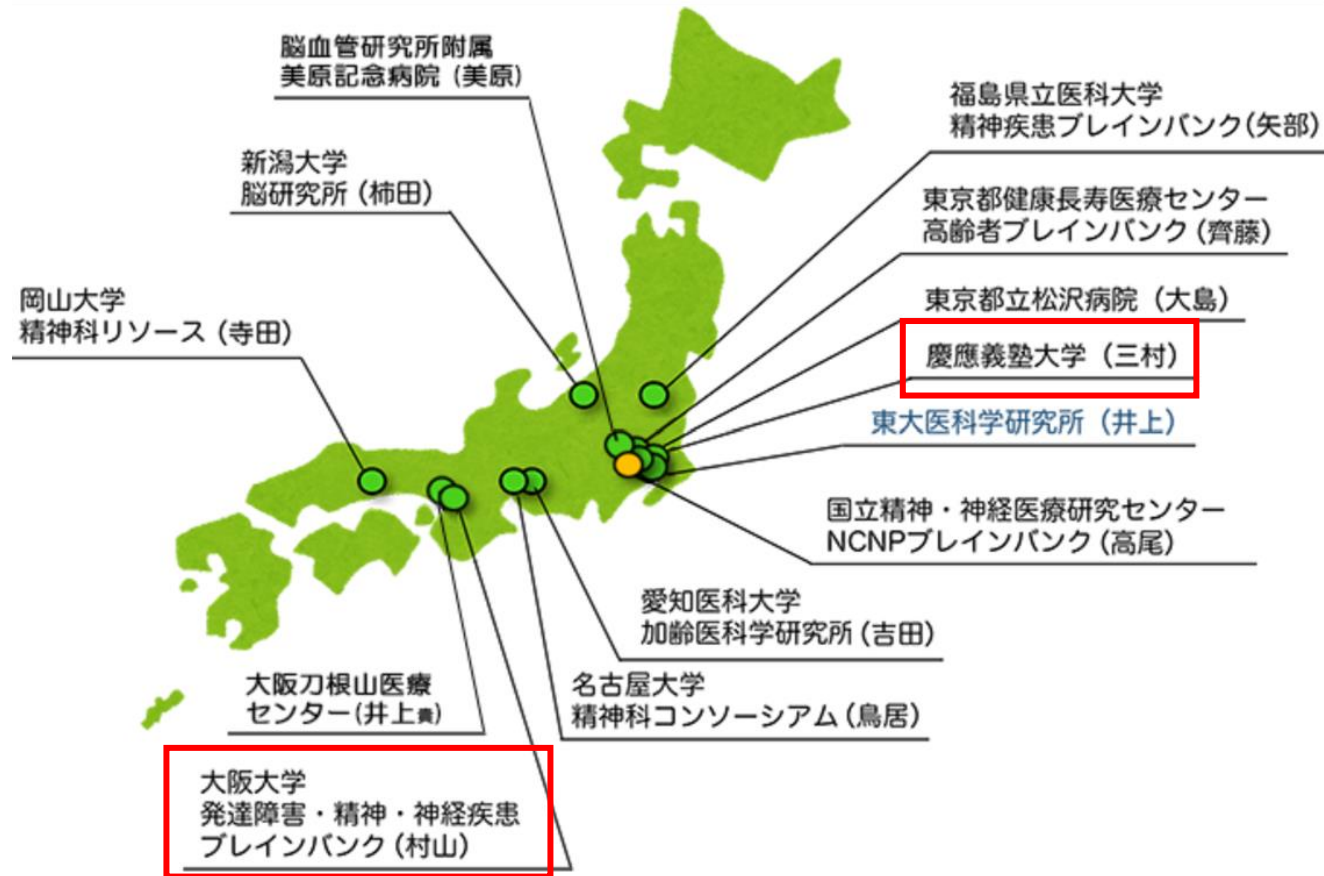 脳血管研究所附属
美原記念病院（美原）
福島県立医科大学
精神疾患ブレインバンク（矢部）
新潟大学
脳研究所（柿田）
東京都健康長寿医療センター
高齢者ブレインバンク（齊藤）
岡山大学
精神科リソース（寺田）
東京都立松沢病院（大島）
慶應義塾大学（三村）
東大医科学研究所（井上）
国立精神・神経医療研究センター
NCNPブレインバンク（高尾）
愛知医科大学
加齢医科学研究所（吉田）
名古屋大学
精神科コンソーシアム（鳥居）
大阪刀根山医療
センター（井上貴）
大阪大学
発達障害・精神・神経疾患
ブレインバンク（村山）